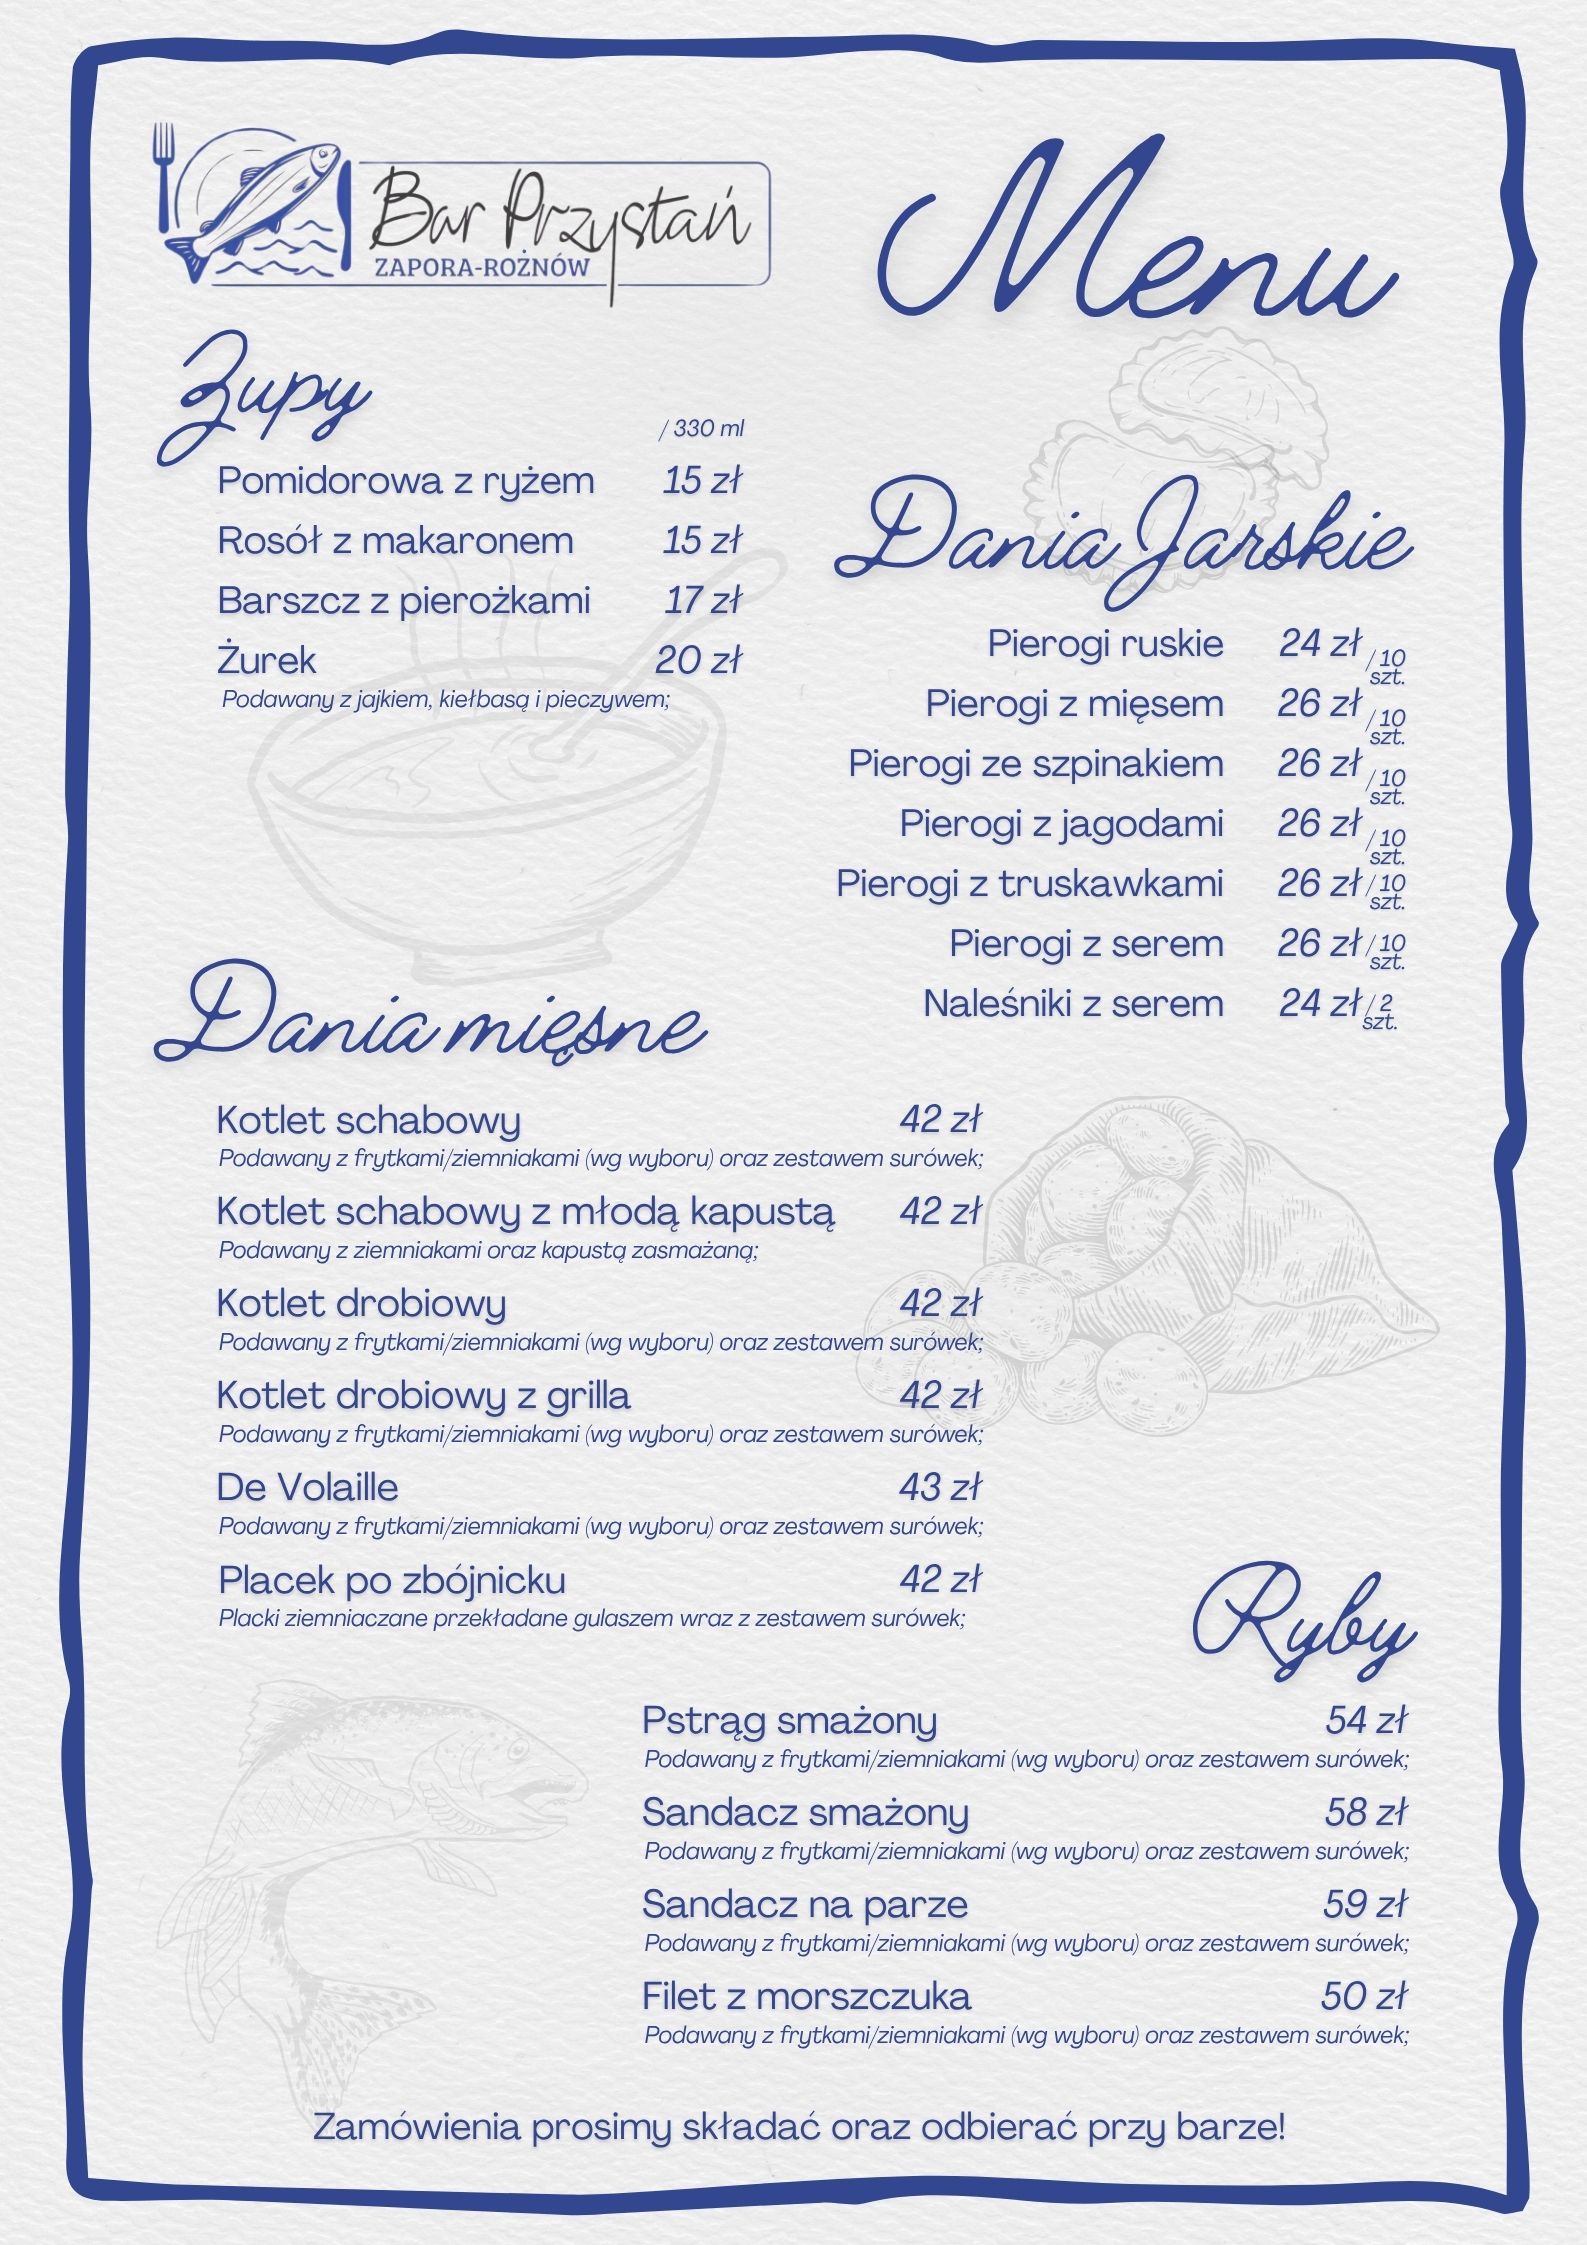 Bar Przystań
ZAPORA-ROŻNÓW
Menu
Zupy
/ 330 ml
Pomidorowa z ryżem 15 zł
Rosół z makaronem 15 zł
Barszcz z pierożkami 17 zł
Żurek 20 zł
Podawany z jajkiem, kiełbasą i pieczywem;
Dania Jarskie
Pierogi ruskie 24 zł / 10
szt.
Pierogi z mięsem 26 zł / 10
szt.
Pierogi ze szpinakiem 26 zł / 10
szt.
Pierogi z jagodami 26 zł / 10
szt.
Pierogi z truskawkami 26 zł / 10
szt.
Pierogi z serem 26 zł / 10
szt.
Naleśniki z serem 24 zł / 2
szt.
Dania mięsne
Kotlet schabowy 42 zł
Podawany z frytkami/ziemniakami (wg wyboru) oraz zestawem surówek;
Kotlet schabowy z młodą kapustą 42 zł
Podawany z ziemniakami oraz kapustą zasmażaną;
Kotlet drobiowy 42 zł
Podawany z frytkami/ziemniakami (wg wyboru) oraz zestawem surówek;
Kotlet drobiowy z grilla 42 zł
Podawany z frytkami/ziemniakami (wg wyboru) oraz zestawem surówek;
De Volaille 43 zł
Podawany z frytkami/ziemniakami (wg wyboru) oraz zestawem surówek;
Placek po zbójnicku 42 zł
Placki ziemniaczane przekładane gulaszem wraz z zestawem surówek;
Ryby
Pstrąg smażony 54 zł
Podawany z frytkami/ziemniakami (wg wyboru) oraz zestawem surówek;
Sandacz smażony 58 zł
Podawany z frytkami/ziemniakami (wg wyboru) oraz zestawem surówek;
Sandacz na parze 59 zł
Podawany z frytkami/ziemniakami (wg wyboru) oraz zestawem surówek;
Filet z morszczuka 50 zł
Podawany z frytkami/ziemniakami (wg wyboru) oraz zestawem surówek;
Zamówienia prosimy składać oraz odbierać przy barze!